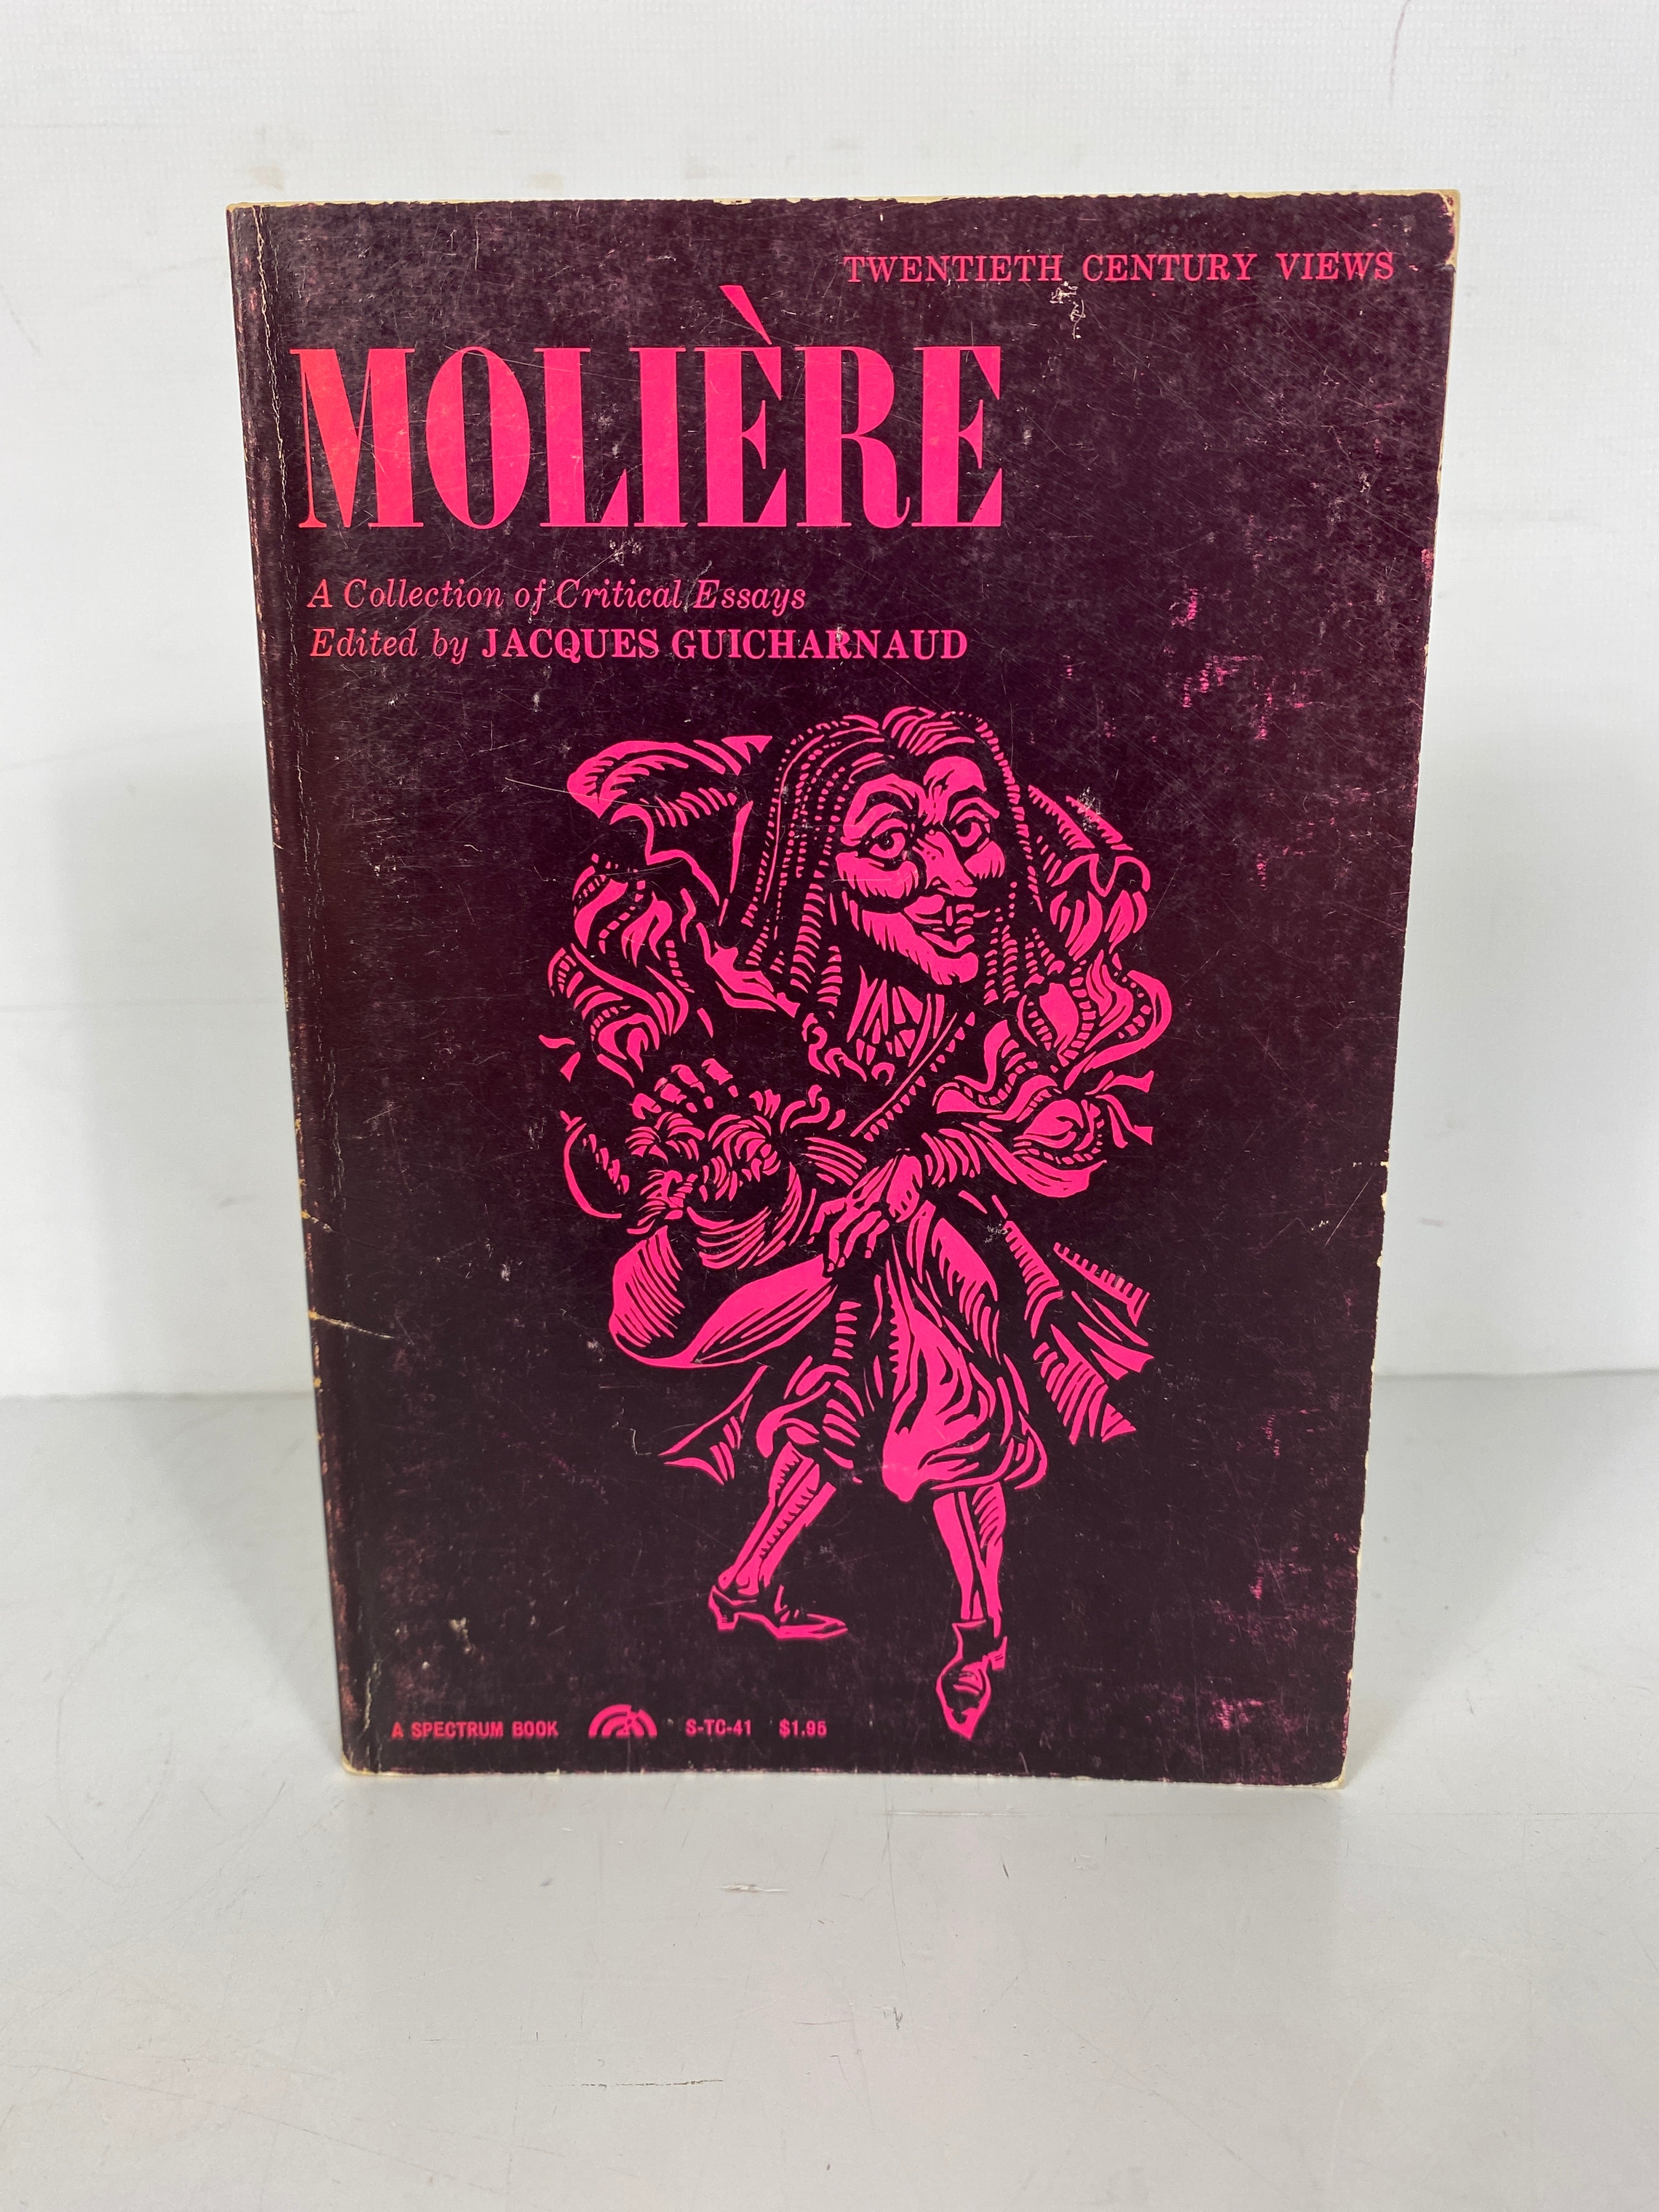 TWENTIETH CENTURY VIEWS
MOLIÈRE
A Collection of Critical Essays
Edited by JACQUES GUICHARNAUD
A SPECTRUM BOOK S-TC-41 $1.95